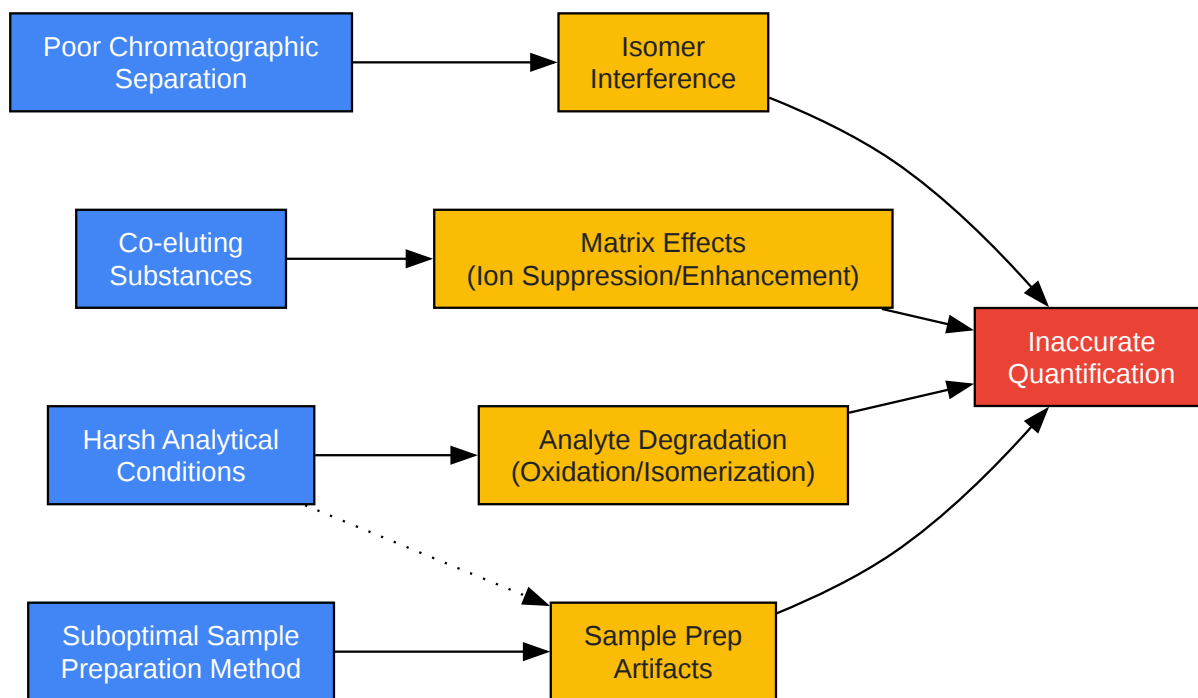 Poor Chromatographic
Separation
Isomer
Interference
Co-eluting
Substances
Matrix Effects
(Ion Suppression/Enhancement)
Inaccurate
Quantification
Harsh Analytical
Conditions
Analyte Degradation
(Oxidation/Isomerization)
Suboptimal Sample
Preparation Method
Sample Prep
Artifacts